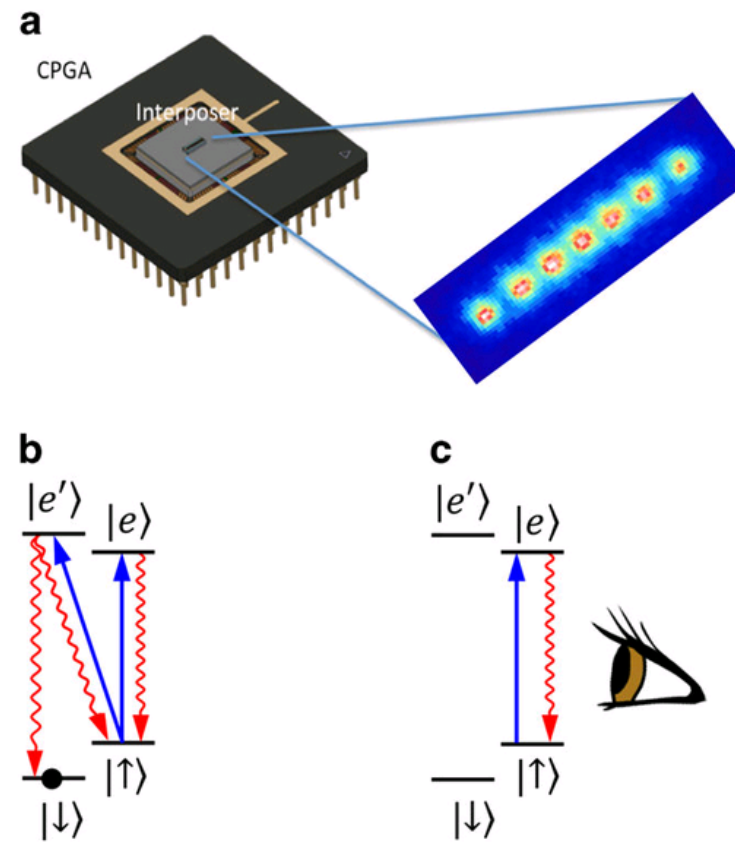 a
CPGA
Interposer
b
c
|e′⟩
|e⟩
|e′⟩
|e⟩
|↑⟩
|↑⟩
|↓⟩
|↓⟩